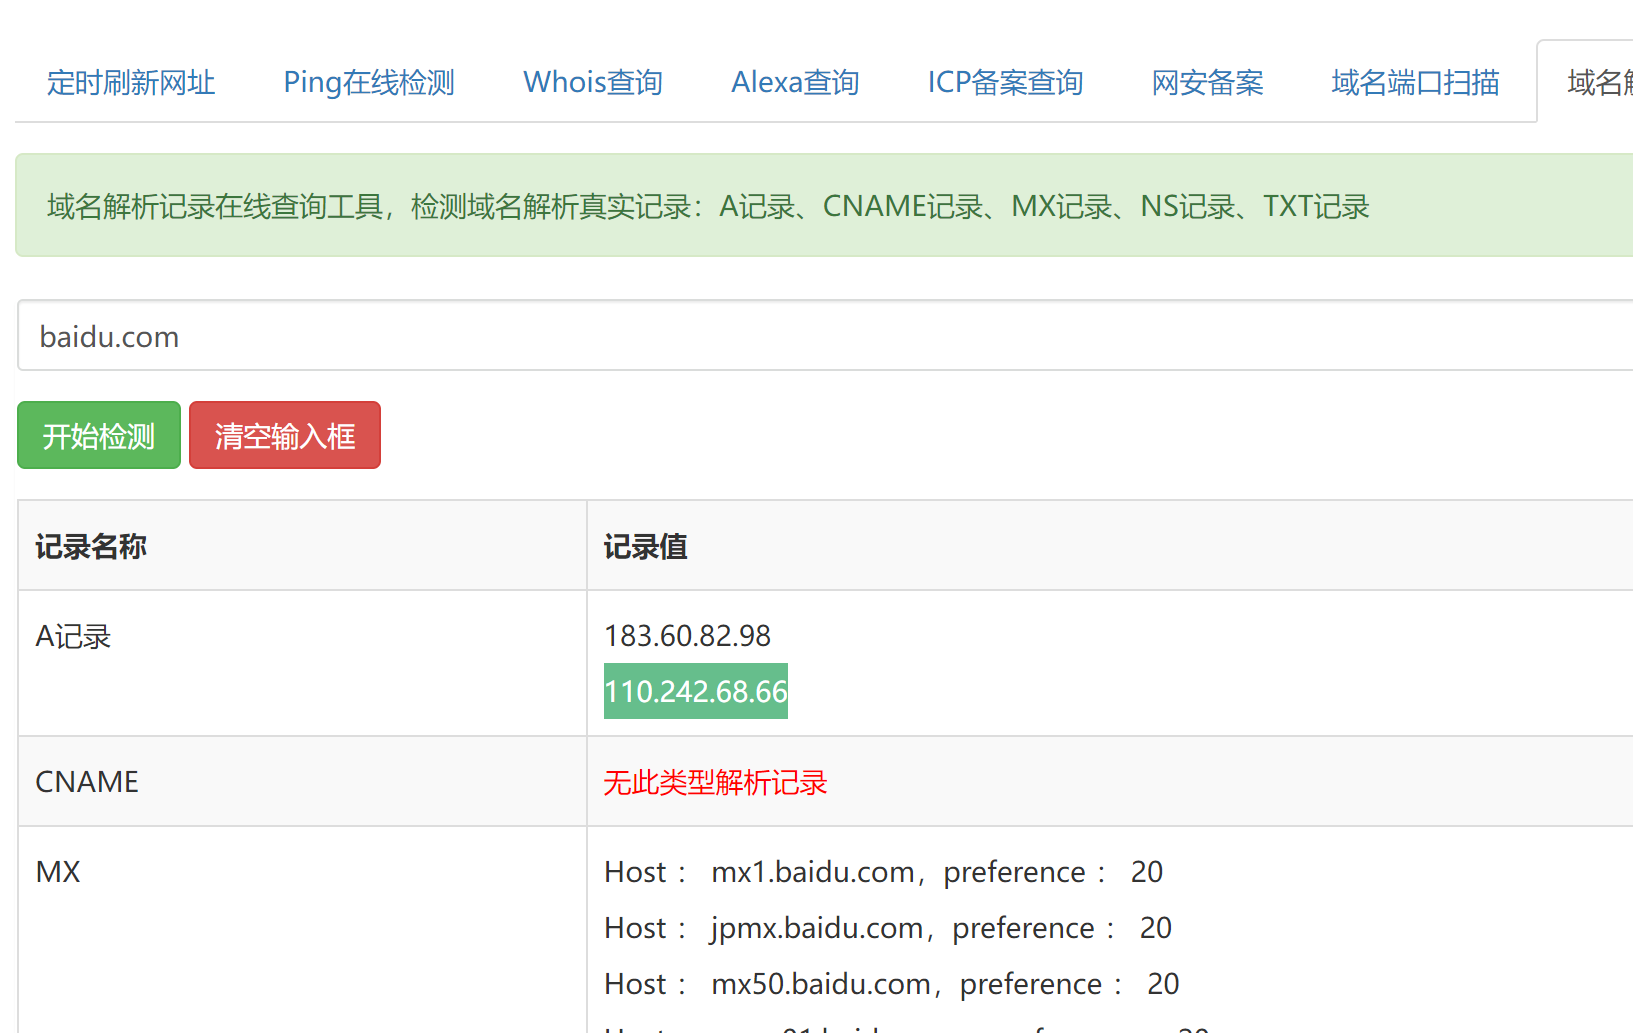 定时刷新网址 Ping在线检测 Whois查询 Alexa查询 ICP备案查询 网安备案 域名端口扫描 域名
域名解析记录在线查询工具，检测域名解析真实记录：A记录、CNAME记录、MX记录、NS记录、TXT记录
baidu.com
开始检测 清空输入框
记录名称 记录值
A记录 183.60.82.98
110.242.68.66
CNAME 无此类型解析记录
MX Host： mx1.baidu.com，preference： 20
Host： jpmx.baidu.com，preference： 20
Host： mx50.baidu.com，preference： 20